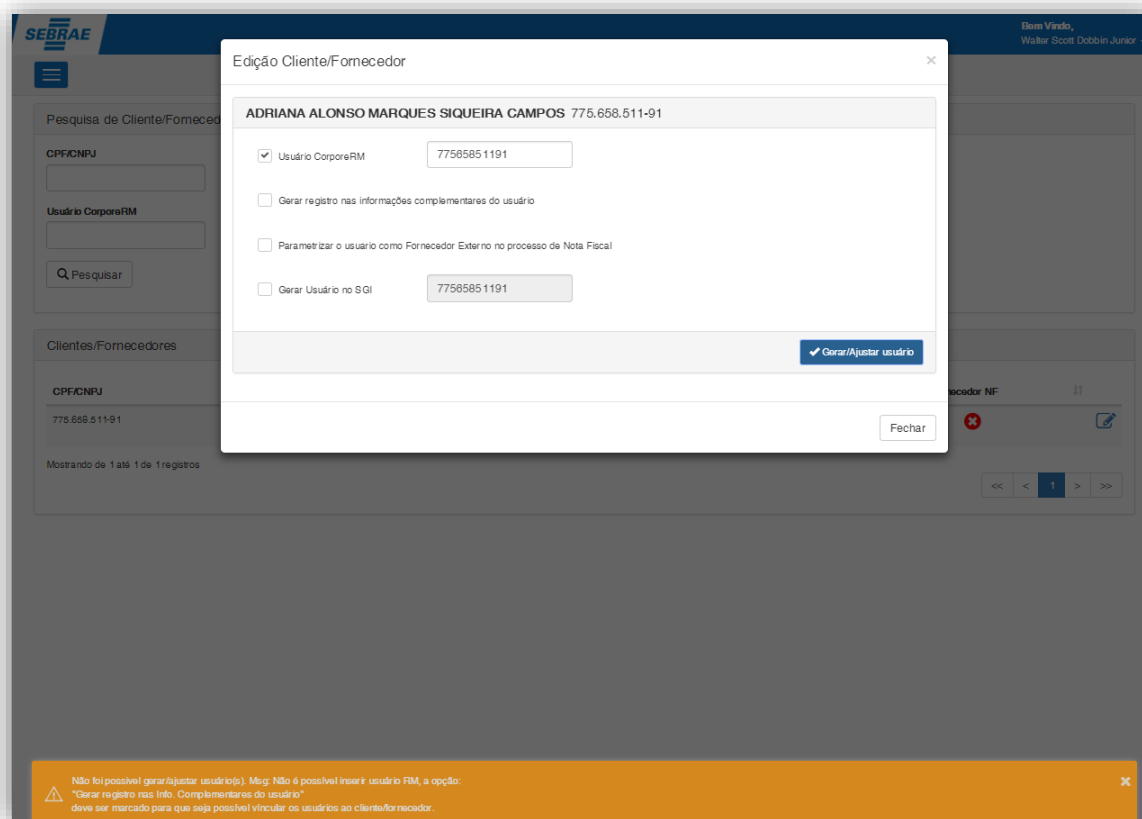 SEBRAE
Bem Vindo,
Walter Scott Dobbin Junior
Edição Cliente/Fornecedor
×
Pesquisa de Cliente/Forneced
ADRIANA ALONSO MARQUES SIQUEIRA CAMPOS 775.658.511-91
CPF/CNPJ
Usuário CorporeRM
77565851191
Gerar registro nas informações complementares do usuário
Usuário CorporeRM
Parametrizar o usuario como Fornecedor Externo no processo de Nota Fiscal
Pesquisar
Gerar Usuário no SGI
77565851191
Clientes/Fornecedores
Gerar/Ajustar usuário
CPF/CNPJ
necedor NF
775.658.511-91
Fechar
Mostrando de 1 até 1 de 1 registros
<< < 1 > >>
Não foi possivel gerar/ajustar usuário(s). Msg: Não é possível inserir usuário RM, a opção:
"Gerar registro nas Info. Complementares do usuário"
deve ser marcado para que seja possível vincular os usuários ao cliente/fornecedor.